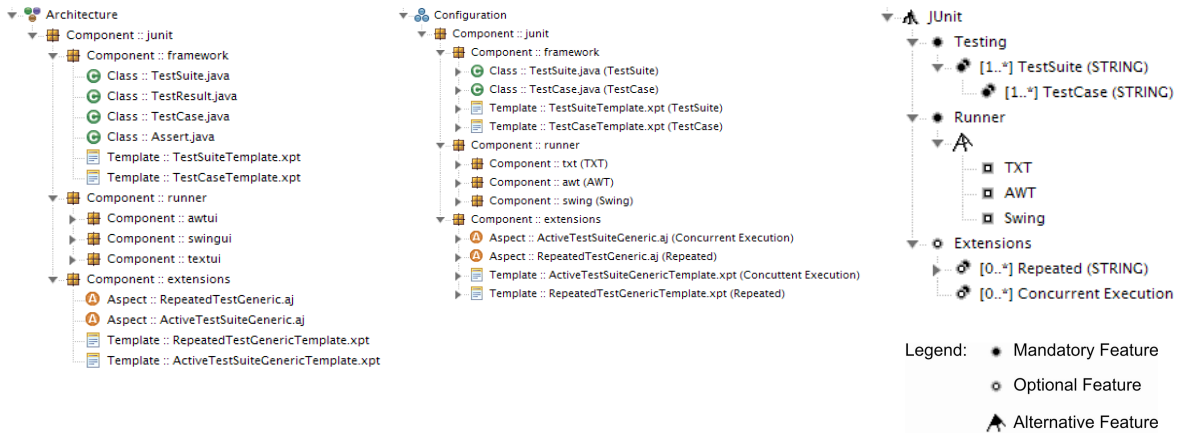 Architecture
Component :: junit
Component :: framework
Class :: TestSuite.java
Class :: TestResult.java
Class :: TestCase.java
Class :: Assert.java
Template :: TestSuiteTemplate.xpt
Template :: TestCaseTemplate.xpt
Component :: runner
Component :: awtui
Component :: swingui
Component :: textui
Component :: extensions
Aspect :: RepeatedTestGeneric.aj
Aspect :: ActiveTestSuiteGeneric.aj
Template :: RepeatedTestGenericTemplate.xpt
Template :: ActiveTestSuiteGenericTemplate.xpt
Configuration
Component :: junit
Component :: framework
Class :: TestSuite.java (TestSuite)
Class :: TestCase.java (TestCase)
Template :: TestSuiteTemplate.xpt (TestSuite)
Template :: TestCaseTemplate.xpt (TestCase)
Component :: runner
Component :: txt (TXT)
Component :: awt (AWT)
Component :: swing (Swing)
Component :: extensions
Aspect :: ActiveTestSuiteGeneric.aj (Concurrent Execution)
Aspect :: RepeatedTestGeneric.aj (Repeated)
Template :: ActiveTestSuiteGenericTemplate.xpt (Concuttent Execution)
Template :: RepeatedTestGenericTemplate.xpt (Repeated)
JUnit
Testing
[1..*] TestSuite (STRING)
[1..*] TestCase (STRING)
Runner
TXT
AWT
Swing
Extensions
[0..*] Repeated (STRING)
[0..*] Concurrent Execution
Legend:
Mandatory Feature
Optional Feature
Alternative Feature